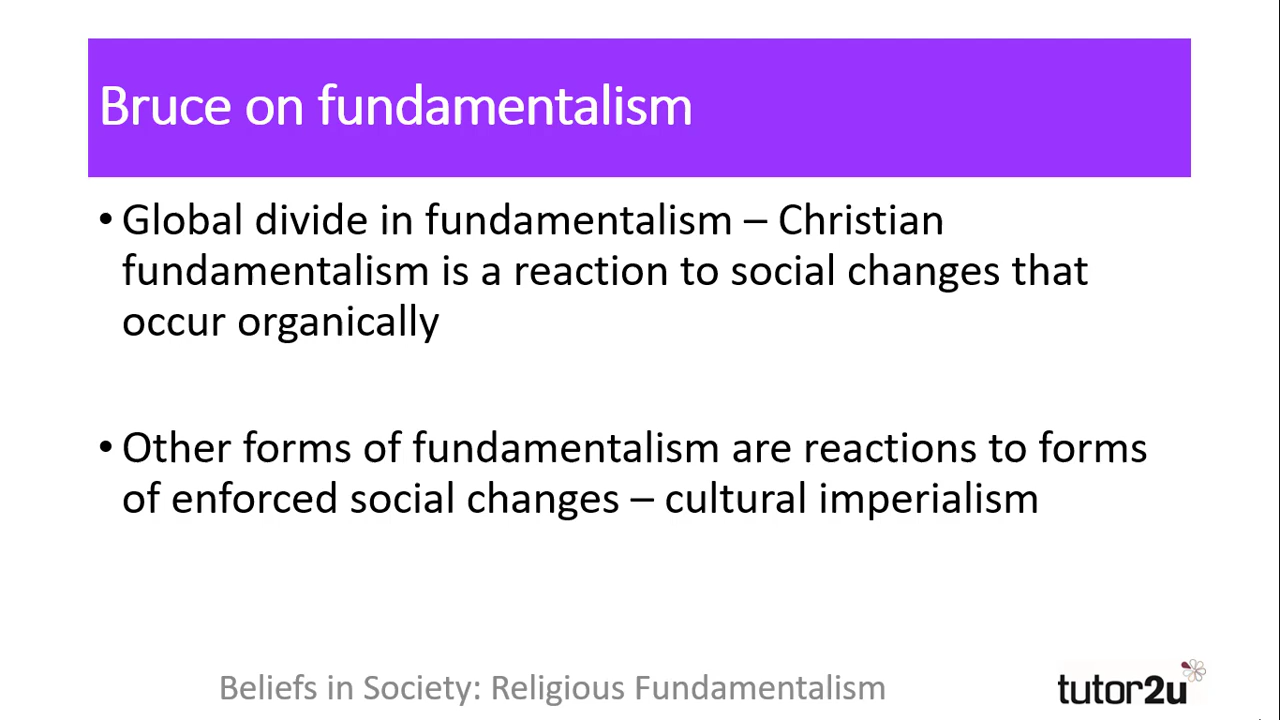 Bruce on fundamentalism
• Global divide in fundamentalism – Christian
fundamentalism is a reaction to social changes that
occur organically
• Other forms of fundamentalism are reactions to forms
of enforced social changes – cultural imperialism
Beliefs in Society: Religious Fundamentalism
tutor2u